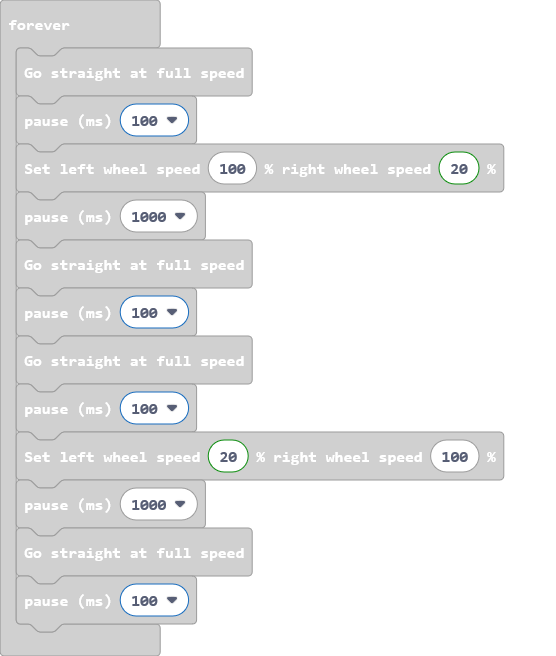 forever
Go straight at full speed
pause (ms) 100
Set left wheel speed 100 % right wheel speed 20 %
pause (ms) 1000
Go straight at full speed
pause (ms) 100
Go straight at full speed
pause (ms) 100
Set left wheel speed 20 % right wheel speed 100 %
pause (ms) 1000
Go straight at full speed
pause (ms) 100